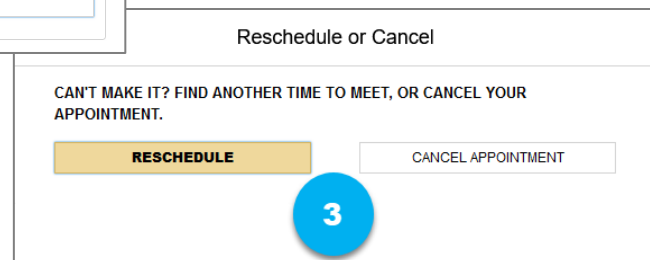 Reschedule or Cancel
CAN'T MAKE IT? FIND ANOTHER TIME TO MEET, OR CANCEL YOUR
APPOINTMENT.
RESCHEDULE
CANCEL APPOINTMENT
3